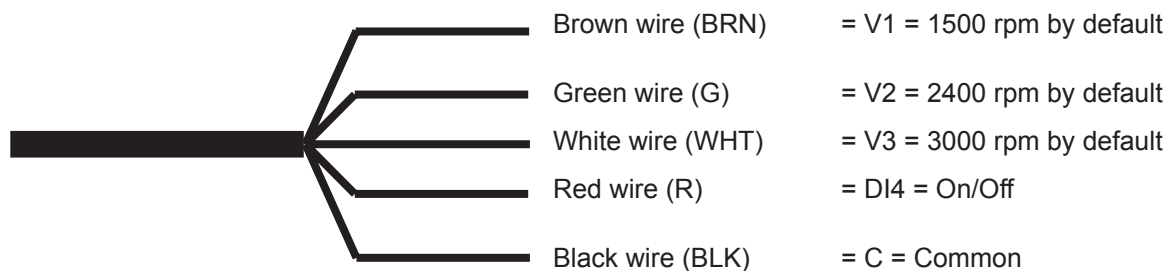 Brown wire (BRN) = V1 = 1500 rpm by default
Green wire (G) = V2 = 2400 rpm by default
White wire (WHT) = V3 = 3000 rpm by default
Red wire (R) = DI4 = On/Off
Black wire (BLK) = C = Common